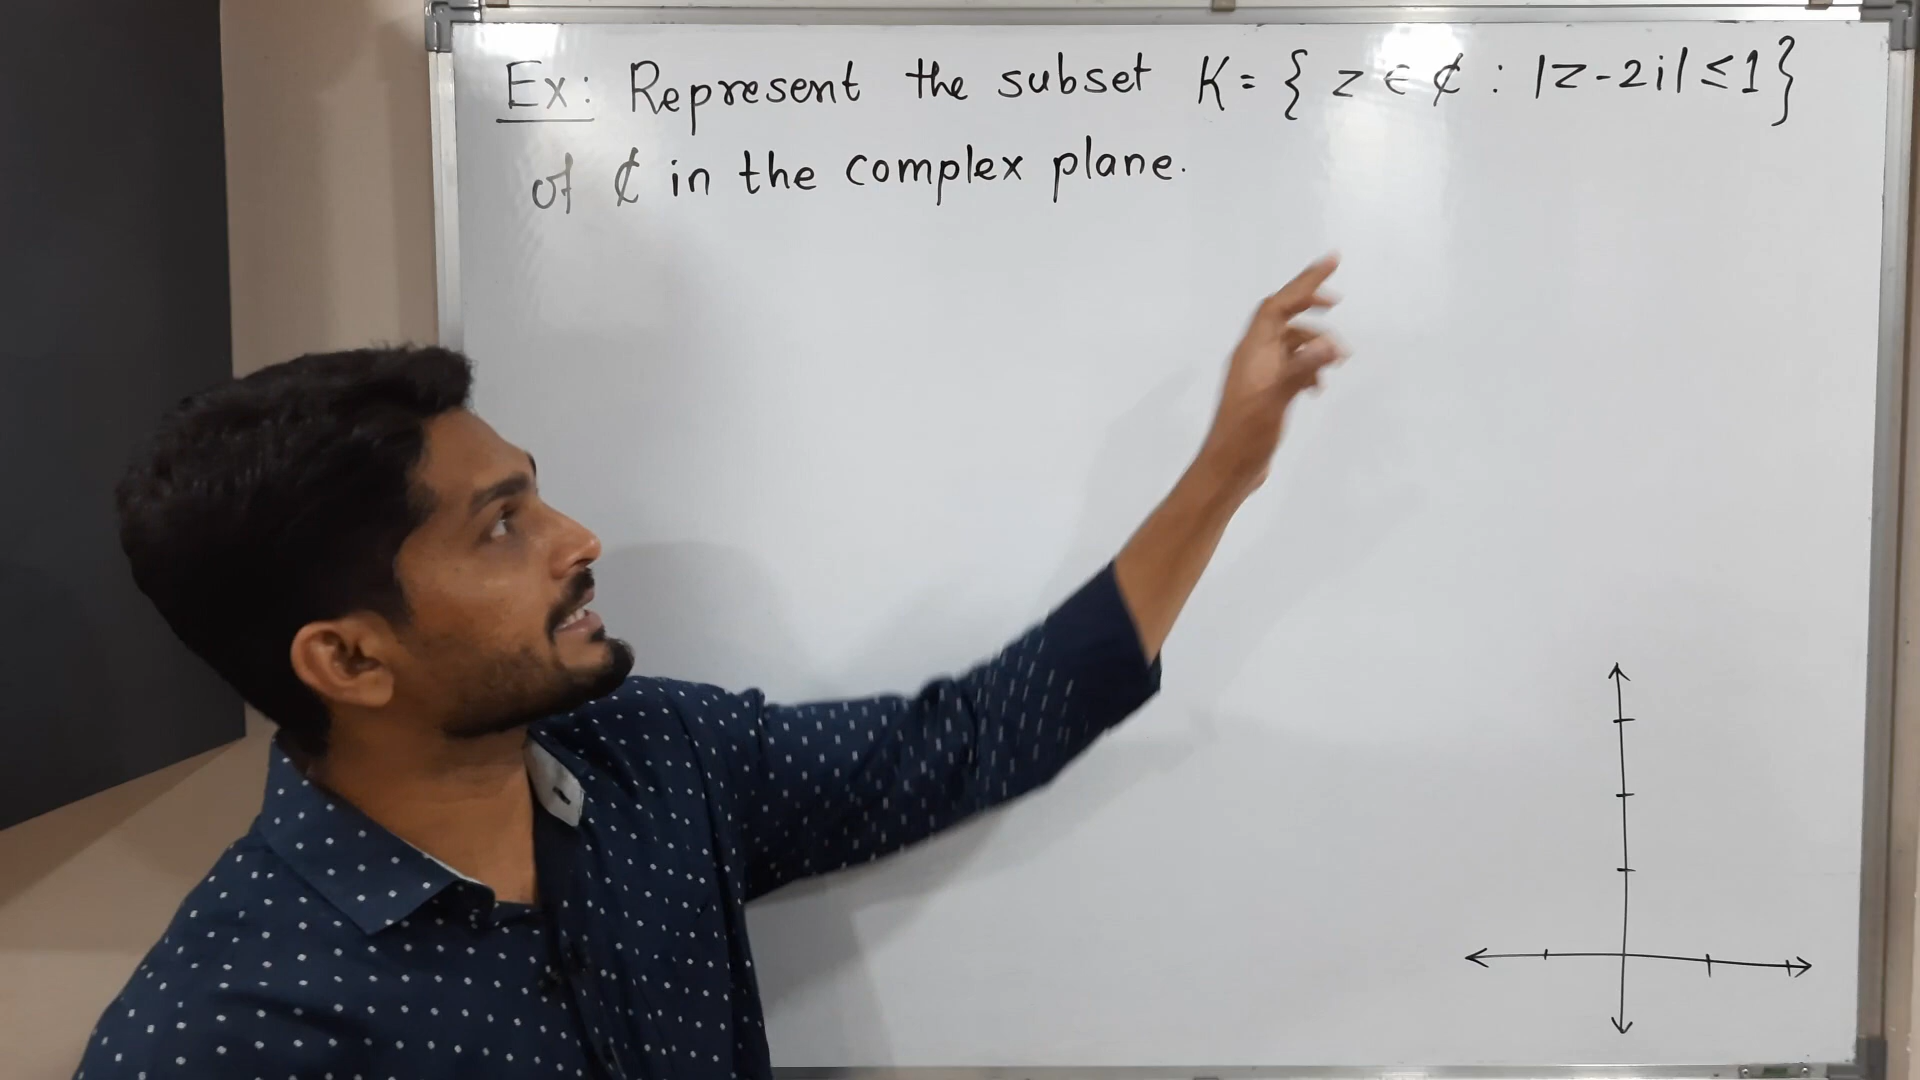 Ex: Represent the subset K = { z ∈ ₵ : |z-2i| ≤ 1}
of ₵ in the complex plane.